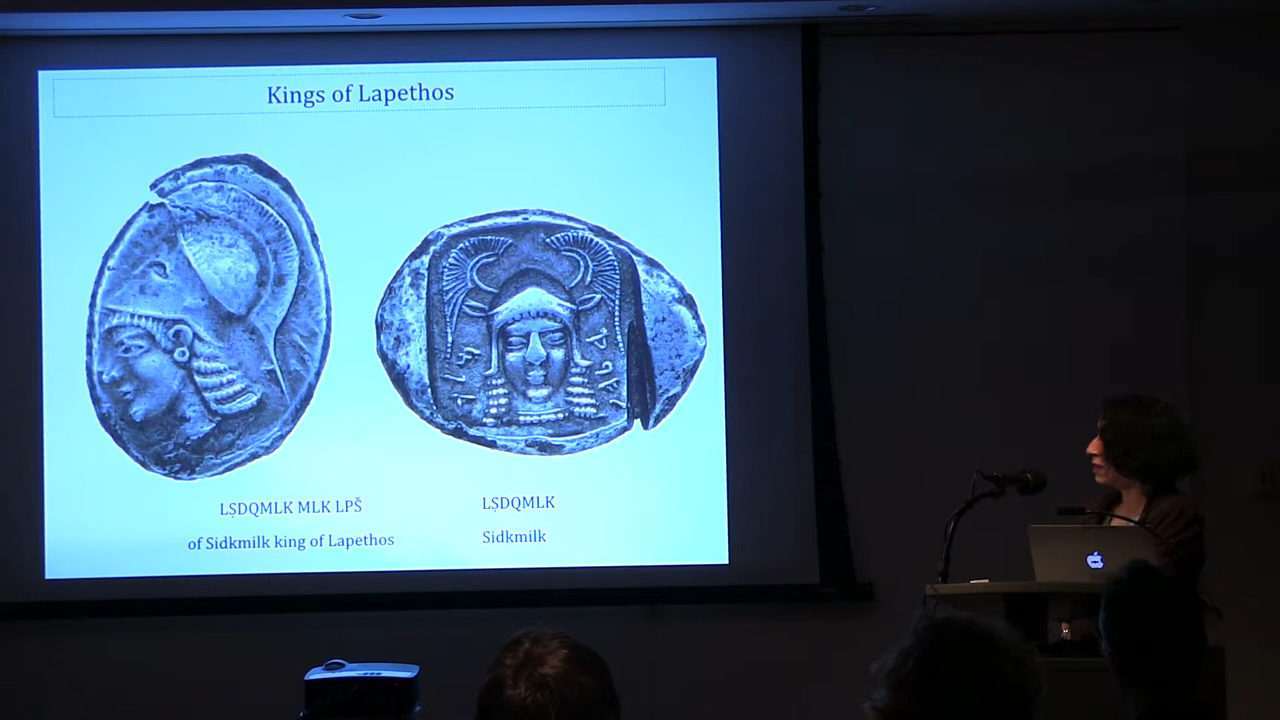 Kings of Lapethos
LṢDQMLK MLK LPŠ
of Sidkmilk king of Lapethos
LṢDQMLK
Sidkmilk